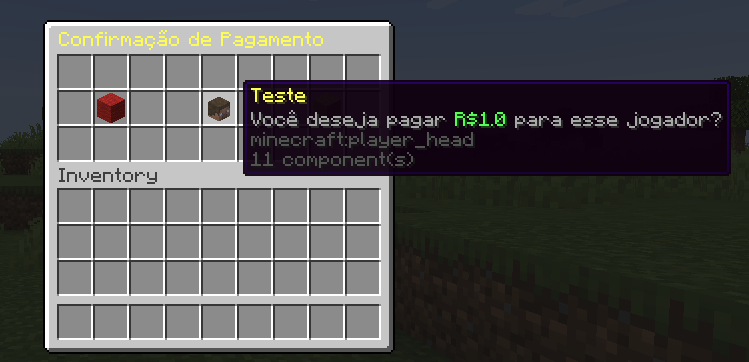 Confirmação de Pagamento
Teste
Você deseja pagar R$1.0 para esse jogador?
minecraft:player_head
11 component(s)
Inventory